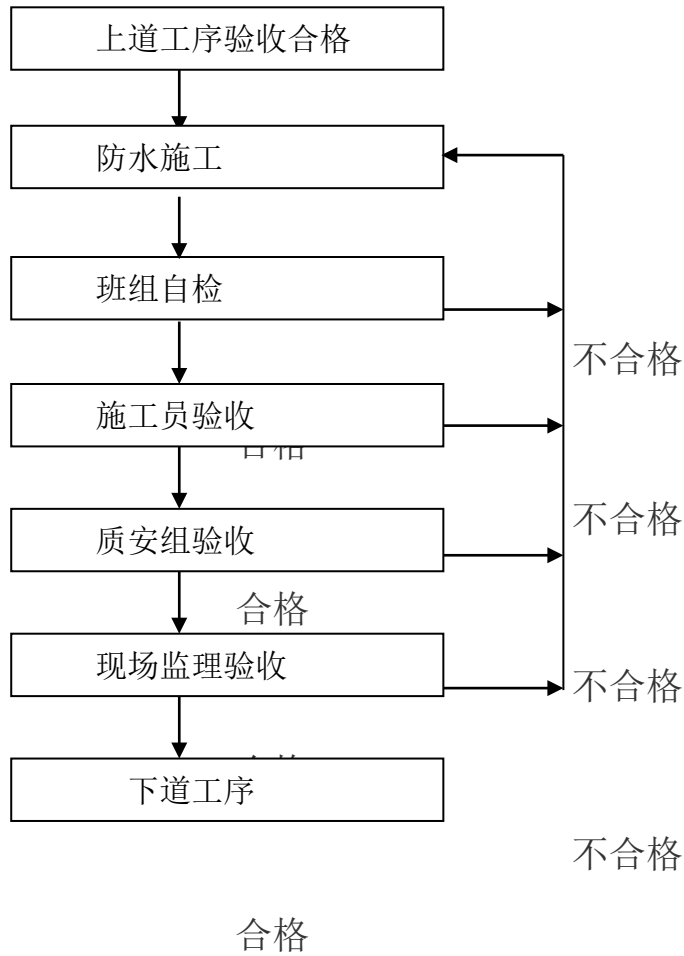 上道工序验收合格
防水施工
班组自检
不合格
施工员验收
合格
不合格
质安组验收
合格
现场监理验收
不合格
下道工序
不合格
合格